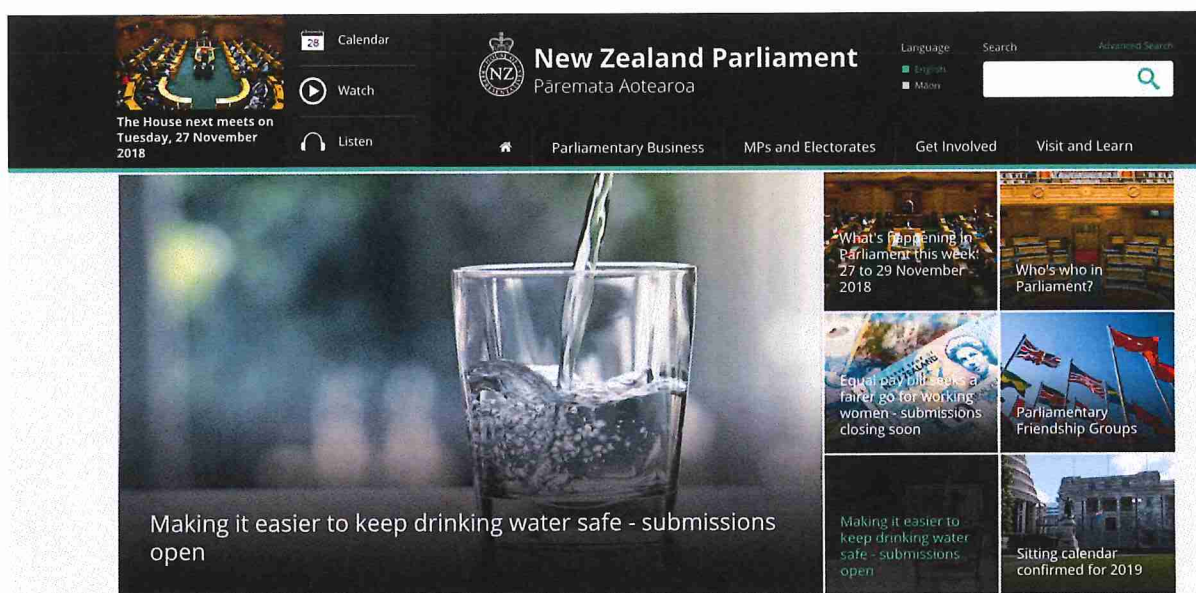 The House next meets on
Tuesday, 27 November
2018
28
Calendar
Watch
Listen
NZ
New Zealand Parliament
Pāremata Aotearoa
Language
English
Māori
Search
Advanced Search
Parliamentary Business
MPs and Electorates
Get Involved
Visit and Learn
Making it easier to keep drinking water safe - submissions
open
What's happening in
Parliament this week:
27 to 29 November
2018
Who's who in
Parliament?
Equal pay bill seeks a
fairer go for working
women - submissions
closing soon
Parliamentary
Friendship Groups
Making it easier to
keep drinking water
safe - submissions
open
Sitting calendar
confirmed for 2019